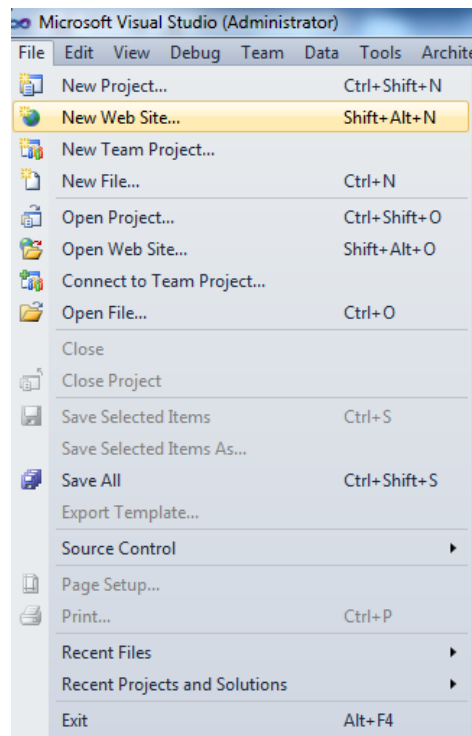 Microsoft Visual Studio (Administrator)
File Edit View Debug Team Data Tools Archite
New Project... Ctrl+Shift+N
New Web Site... Shift+Alt+N
New Team Project...
New File... Ctrl+N
Open Project... Ctrl+Shift+O
Open Web Site... Shift+Alt+O
Connect to Team Project...
Open File... Ctrl+O
Close
Close Project
Save Selected Items Ctrl+S
Save Selected Items As...
Save All Ctrl+Shift+S
Export Template...
Source Control
Page Setup...
Print... Ctrl+P
Recent Files
Recent Projects and Solutions
Exit Alt+F4